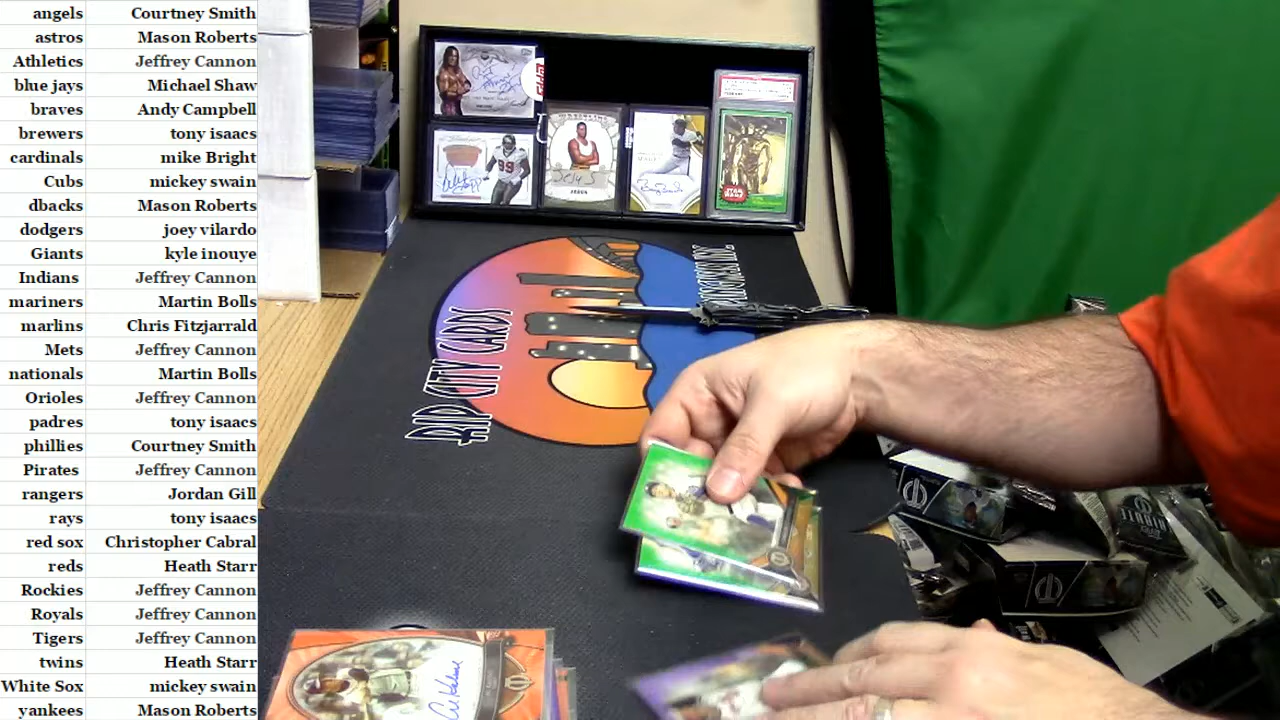 angels Courtney Smith
astros Mason Roberts
Athletics Jeffrey Cannon
blue jays Michael Shaw
braves Andy Campbell
brewers tony isaacs
cardinals mike Bright
Cubs mickey swain
dbacks Mason Roberts
dodgers joey vilardo
Giants kyle inouye
Indians Jeffrey Cannon
mariners Martin Bolls
marlins Chris Fitzjarrald
Mets Jeffrey Cannon
nationals Martin Bolls
Orioles Jeffrey Cannon
padres tony isaacs
phillies Courtney Smith
Pirates Jeffrey Cannon
rangers Jordan Gill
rays tony isaacs
red sox Christopher Cabral
reds Heath Starr
Rockies Jeffrey Cannon
Royals Jeffrey Cannon
Tigers Jeffrey Cannon
twins Heath Starr
White Sox mickey swain
yankees Mason Roberts
STAR WARS
RIP CITY CARDS
TRIBUTE